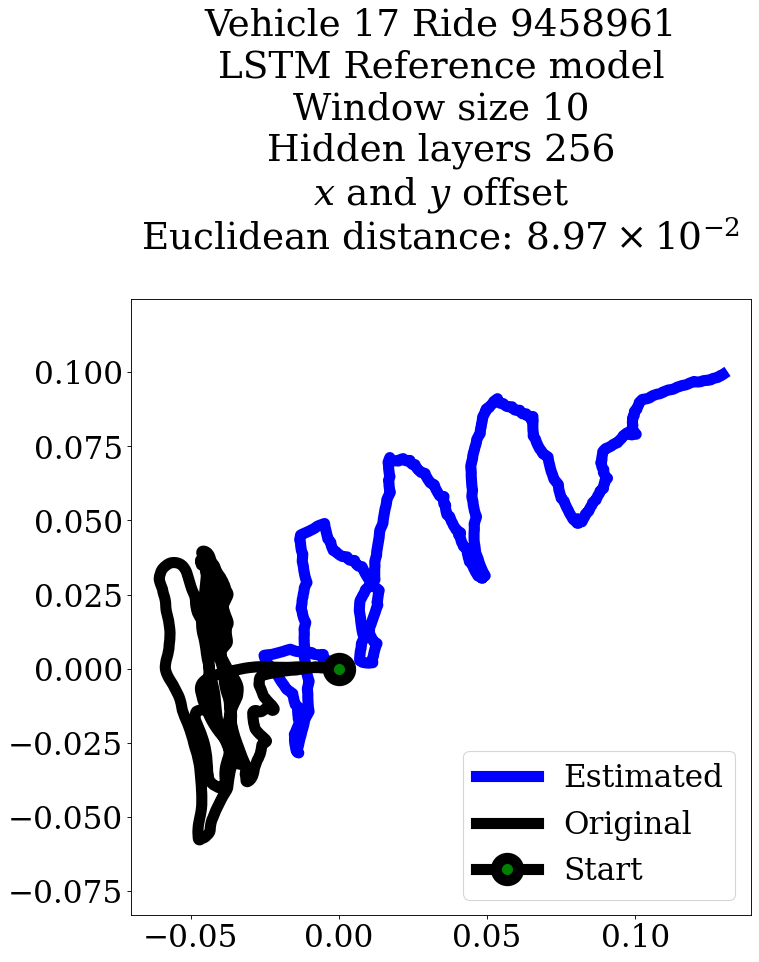 Vehicle 17 Ride 9458961
LSTM Reference model
Window size 10
Hidden layers 256
x and y offset
Euclidean distance: 8.97 × 10⁻²
0.100
0.075
0.050
0.025
0.000
−0.025
−0.050
−0.075
Estimated
Original
Start
−0.05 0.00 0.05 0.10